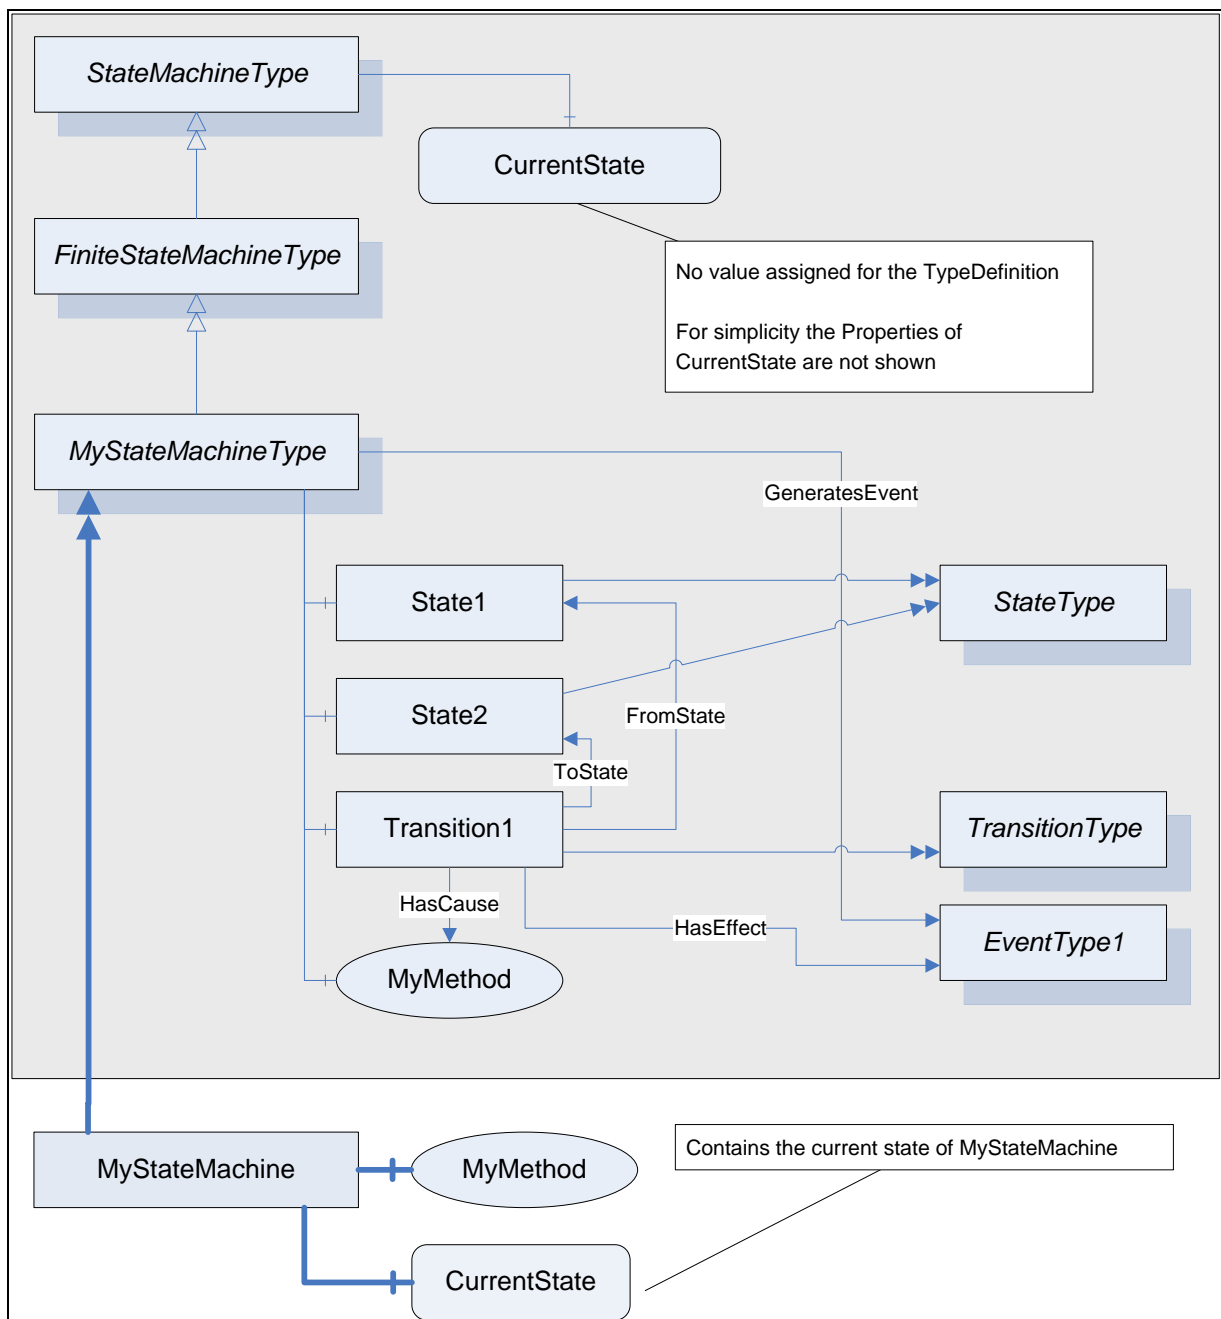 StateMachineType
CurrentState
FiniteStateMachineType
No value assigned for the TypeDefinition
For simplicity the Properties of
CurrentState are not shown
MyStateMachineType
GeneratesEvent
State1
StateType
State2
FromState
ToState
Transition1
TransitionType
HasCause
HasEffect
EventType1
MyMethod
Contains the current state of MyStateMachine
MyStateMachine
MyMethod
CurrentState